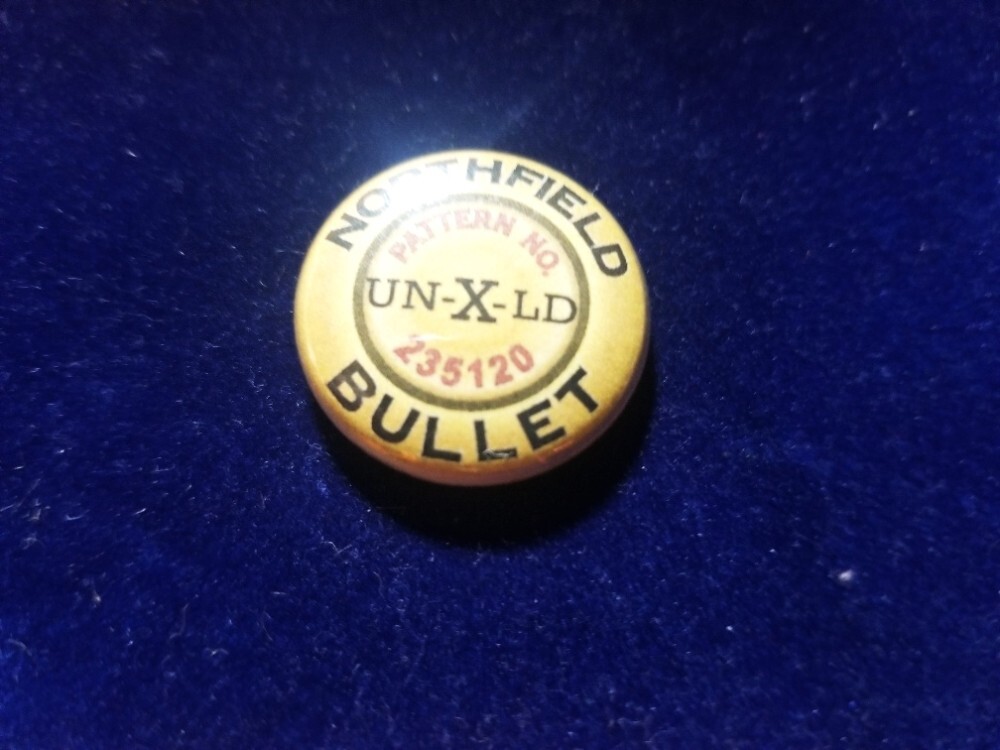 NORTHFIELD
PATTERN NO.
UN-X-LD
235120
BULLET